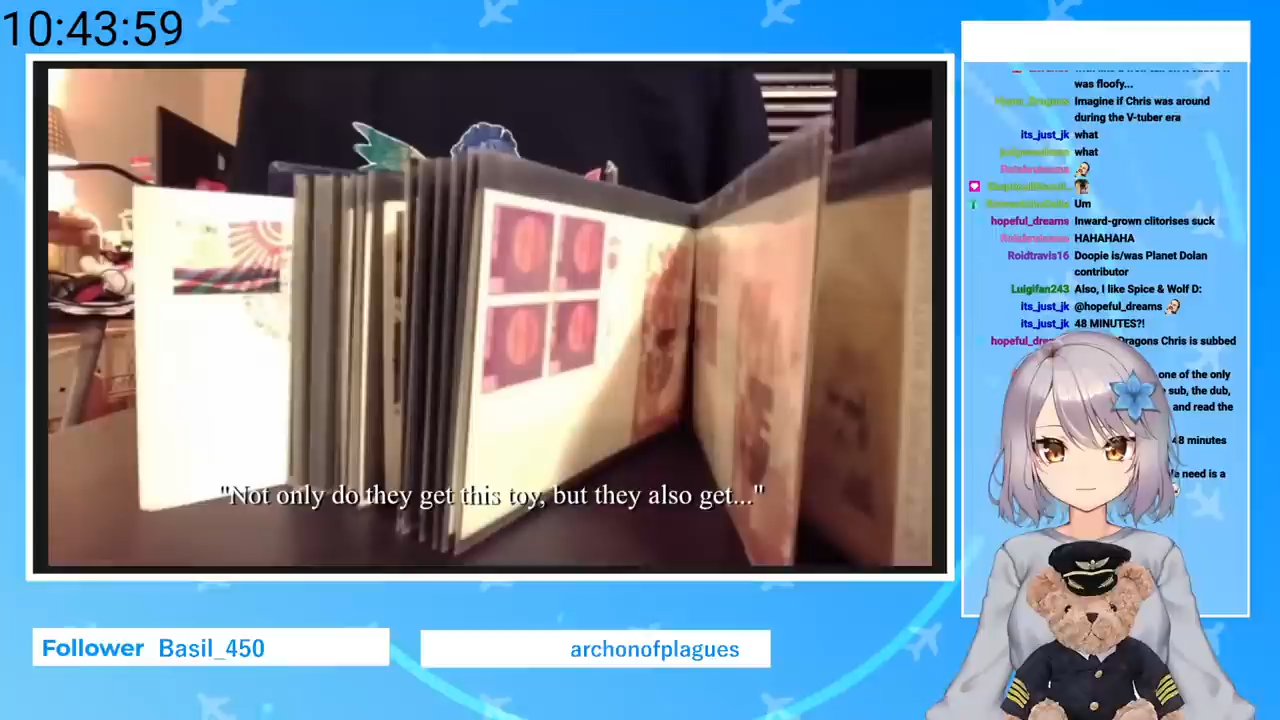 10:43:59
was floofy...
Imagine if Chris was around
during the V-tuber era
its_just_jk what
what
Um
hopeful_dreams Inward-grown clitorises suck
HAHAHAHA
Roidtravis16 Doopie is/was Planet Dolan
contributor
Luigifan243 Also, I like Spice & Wolf D:
its_just_jk @hopeful_dreams
its_just_jk 48 MINUTES?!
Chris is subbed
one of the only
sub, the dub,
and read the
48 minutes
need is a
"Not only do they get this toy, but they also get..."
Follower Basil_450
archonofplagues